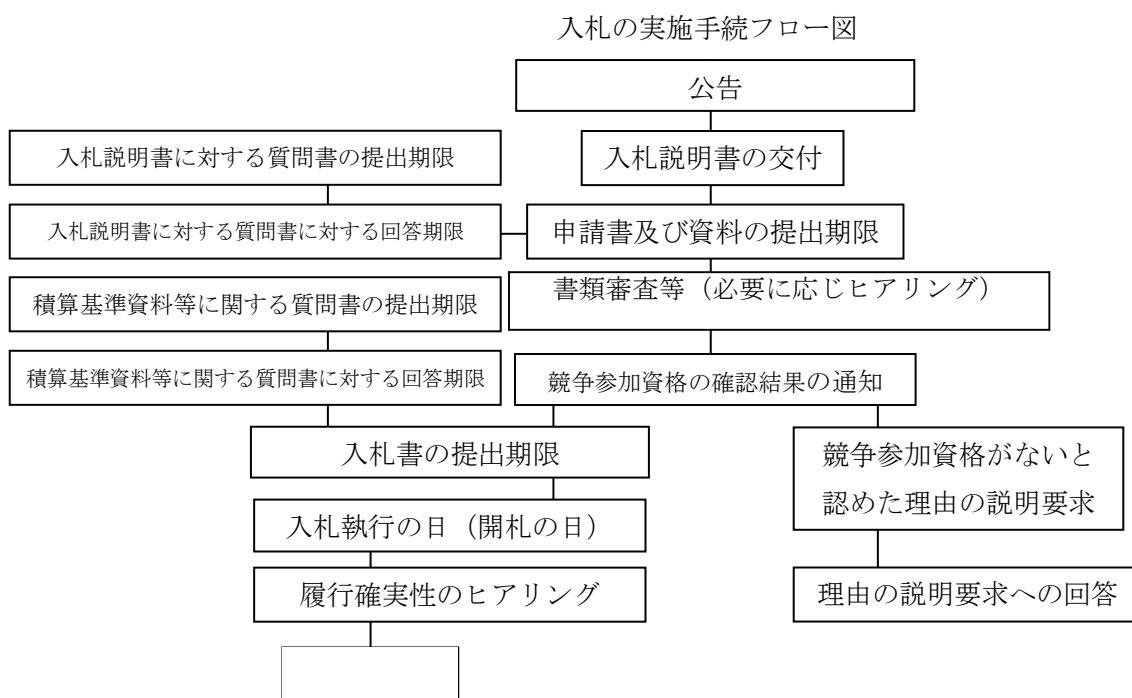 入札の実施手続フロー図
公告
入札説明書に対する質問書の提出期限
入札説明書の交付
入札説明書に対する質問書に対する回答期限
申請書及び資料の提出期限
書類審査等（必要に応じヒアリング）
積算基準資料等に関する質問書の提出期限
積算基準資料等に関する質問書に対する回答期限
競争参加資格の確認結果の通知
入札書の提出期限
競争参加資格がないと
認めた理由の説明要求
入札執行の日（開札の日）
履行確実性のヒアリング
理由の説明要求への回答